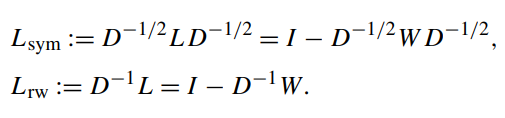 L_sym := D^{-1/2} L D^{-1/2} = I − D^{-1/2} W D^{-1/2},
L_rw := D^{-1} L = I − D^{-1} W.